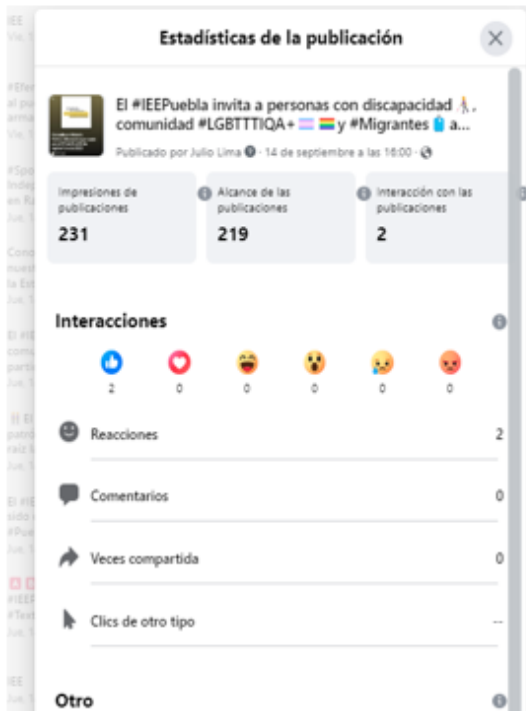 Estadísticas de la publicación
El #IEEPuebla invita a personas con discapacidad 👩‍🦯,
comunidad #LGBTTTIQA+ 🏳️‍⚧️ 🏳️‍🌈 y #Migrantes 🧳 a...
Publicado por Julio Lima · 14 de septiembre a las 16:00 ·
Impresiones de
publicaciones
231
Alcance de las
publicaciones
219
Interacción con las
publicaciones
2
Interacciones
2 0 0 0 0 0
Reacciones 2
Comentarios 0
Veces compartida 0
Clics de otro tipo --
Otro